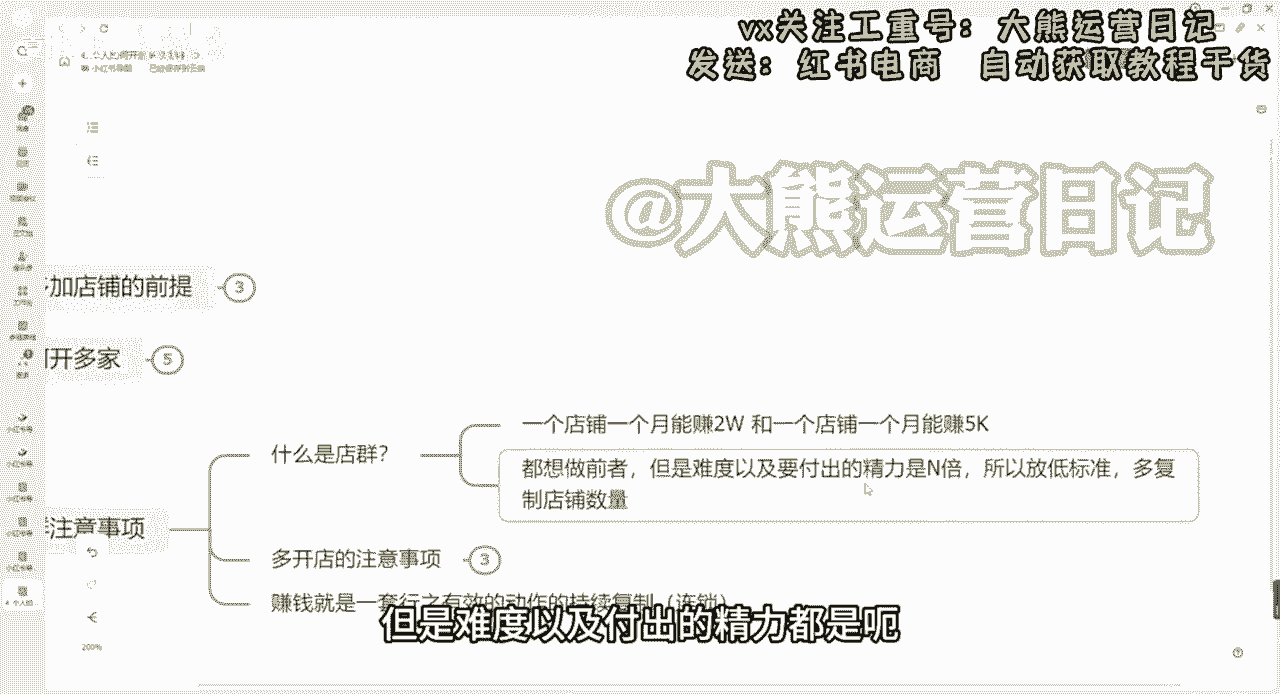 vx关注工重号：大熊运营日记
发送：红书电商 自动获取教程干货
@大熊运营日记
加店铺的前提
3
开多家
5
什么是店群？
一个店铺一个月能赚2W 和一个店铺一个月能赚5K
都想做前者，但是难度以及要付出的精力是N倍，所以放低标准，多复
制店铺数量
注意事项
多开店的注意事项
3
赚钱就是一套行之有效的动作的持续复制（连锁）
但是难度以及付出的精力都是呃
200%